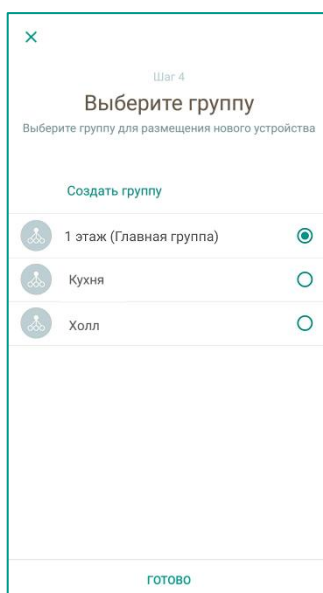 Шаг 4
Выберите группу
Выберите группу для размещения нового устройства
Создать группу
1 этаж (Главная группа)
Кухня
Холл
ГОТОВО